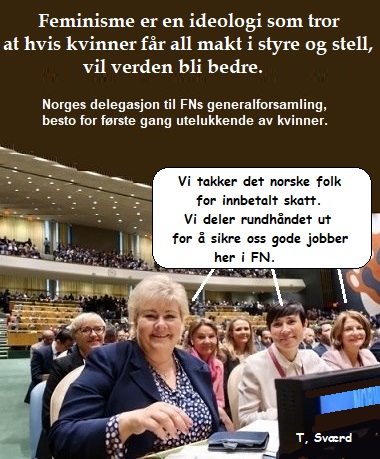 Feminisme er en ideologi som tror
at hvis kvinner får all makt i styre og stell,
vil verden bli bedre.
Norges delegasjon til FNs generalforsamling,
besto for første gang utelukkende av kvinner.
Vi takker det norske folk
for innbetalt skatt.
Vi deler rundhåndet ut
for å sikre oss gode jobber
her i FN.
T, Sværd